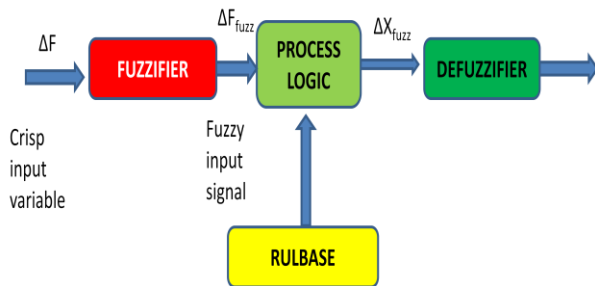 ΔF
ΔF_fuzz
ΔX_fuzz
FUZZIFIER
PROCESS
LOGIC
DEFUZZIFIER
Crisp
input
variable
Fuzzy
input
signal
RULBASE